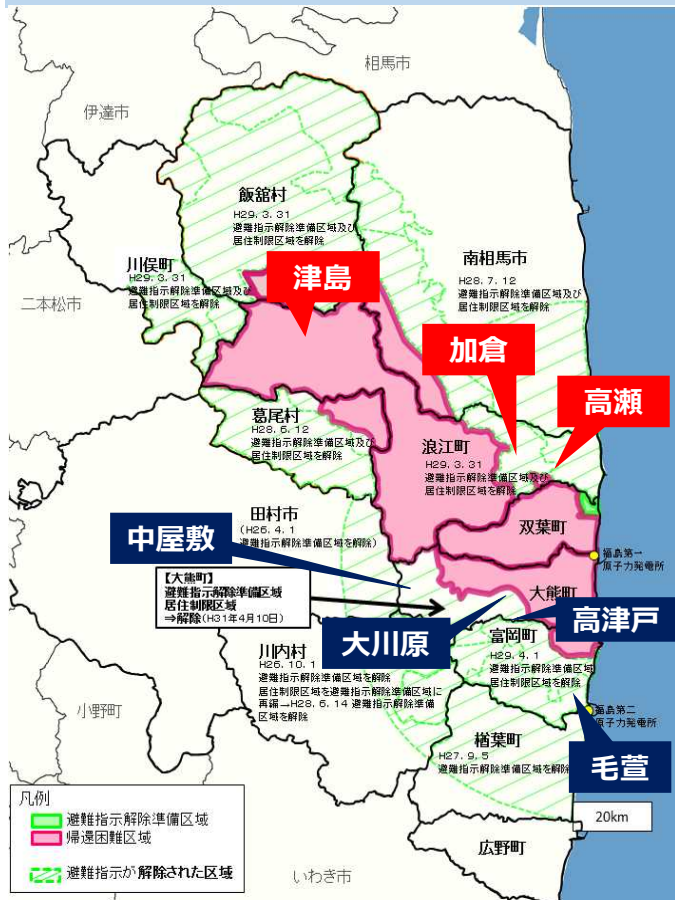 相馬市
伊達市
飯舘村
H29.3.31
避難指示解除準備区域及び
居住制限区域を解除
川俣町
H29.3.31
避難指示解除準備区域及び
居住制限区域を解除
南相馬市
H28.7.12
避難指示解除準備区域及び
居住制限区域を解除
二本松市
津島
加倉
高瀬
葛尾村
H28.6.12
避難指示解除準備区域及び
居住制限区域を解除
浪江町
H29.3.31
避難指示解除準備区域及び
居住制限区域を解除
田村市
(H26.4.1
避難指示解除準備区域を解除)
双葉町
中屋敷
福島第一
原子力発電所
【大熊町】
避難指示解除準備区域
居住制限区域
⇒解除(H31年4月10日)
大熊町
高津戸
大川原
富岡町
H29.4.1
避難指示解除準備区域
居住制限区域を解除
川内村
H26.10.1
避難指示解除準備区域を解除
居住制限区域を避難指示解除準備区域に
再編→H28.6.14 避難指示解除準備
区域を解除
小野町
福島第二
原子力発電所
楢葉町
H27.9.5
避難指示解除準備区域を解除
毛萱
凡例
避難指示解除準備区域
帰還困難区域
避難指示が解除された区域
20km
広野町
いわき市